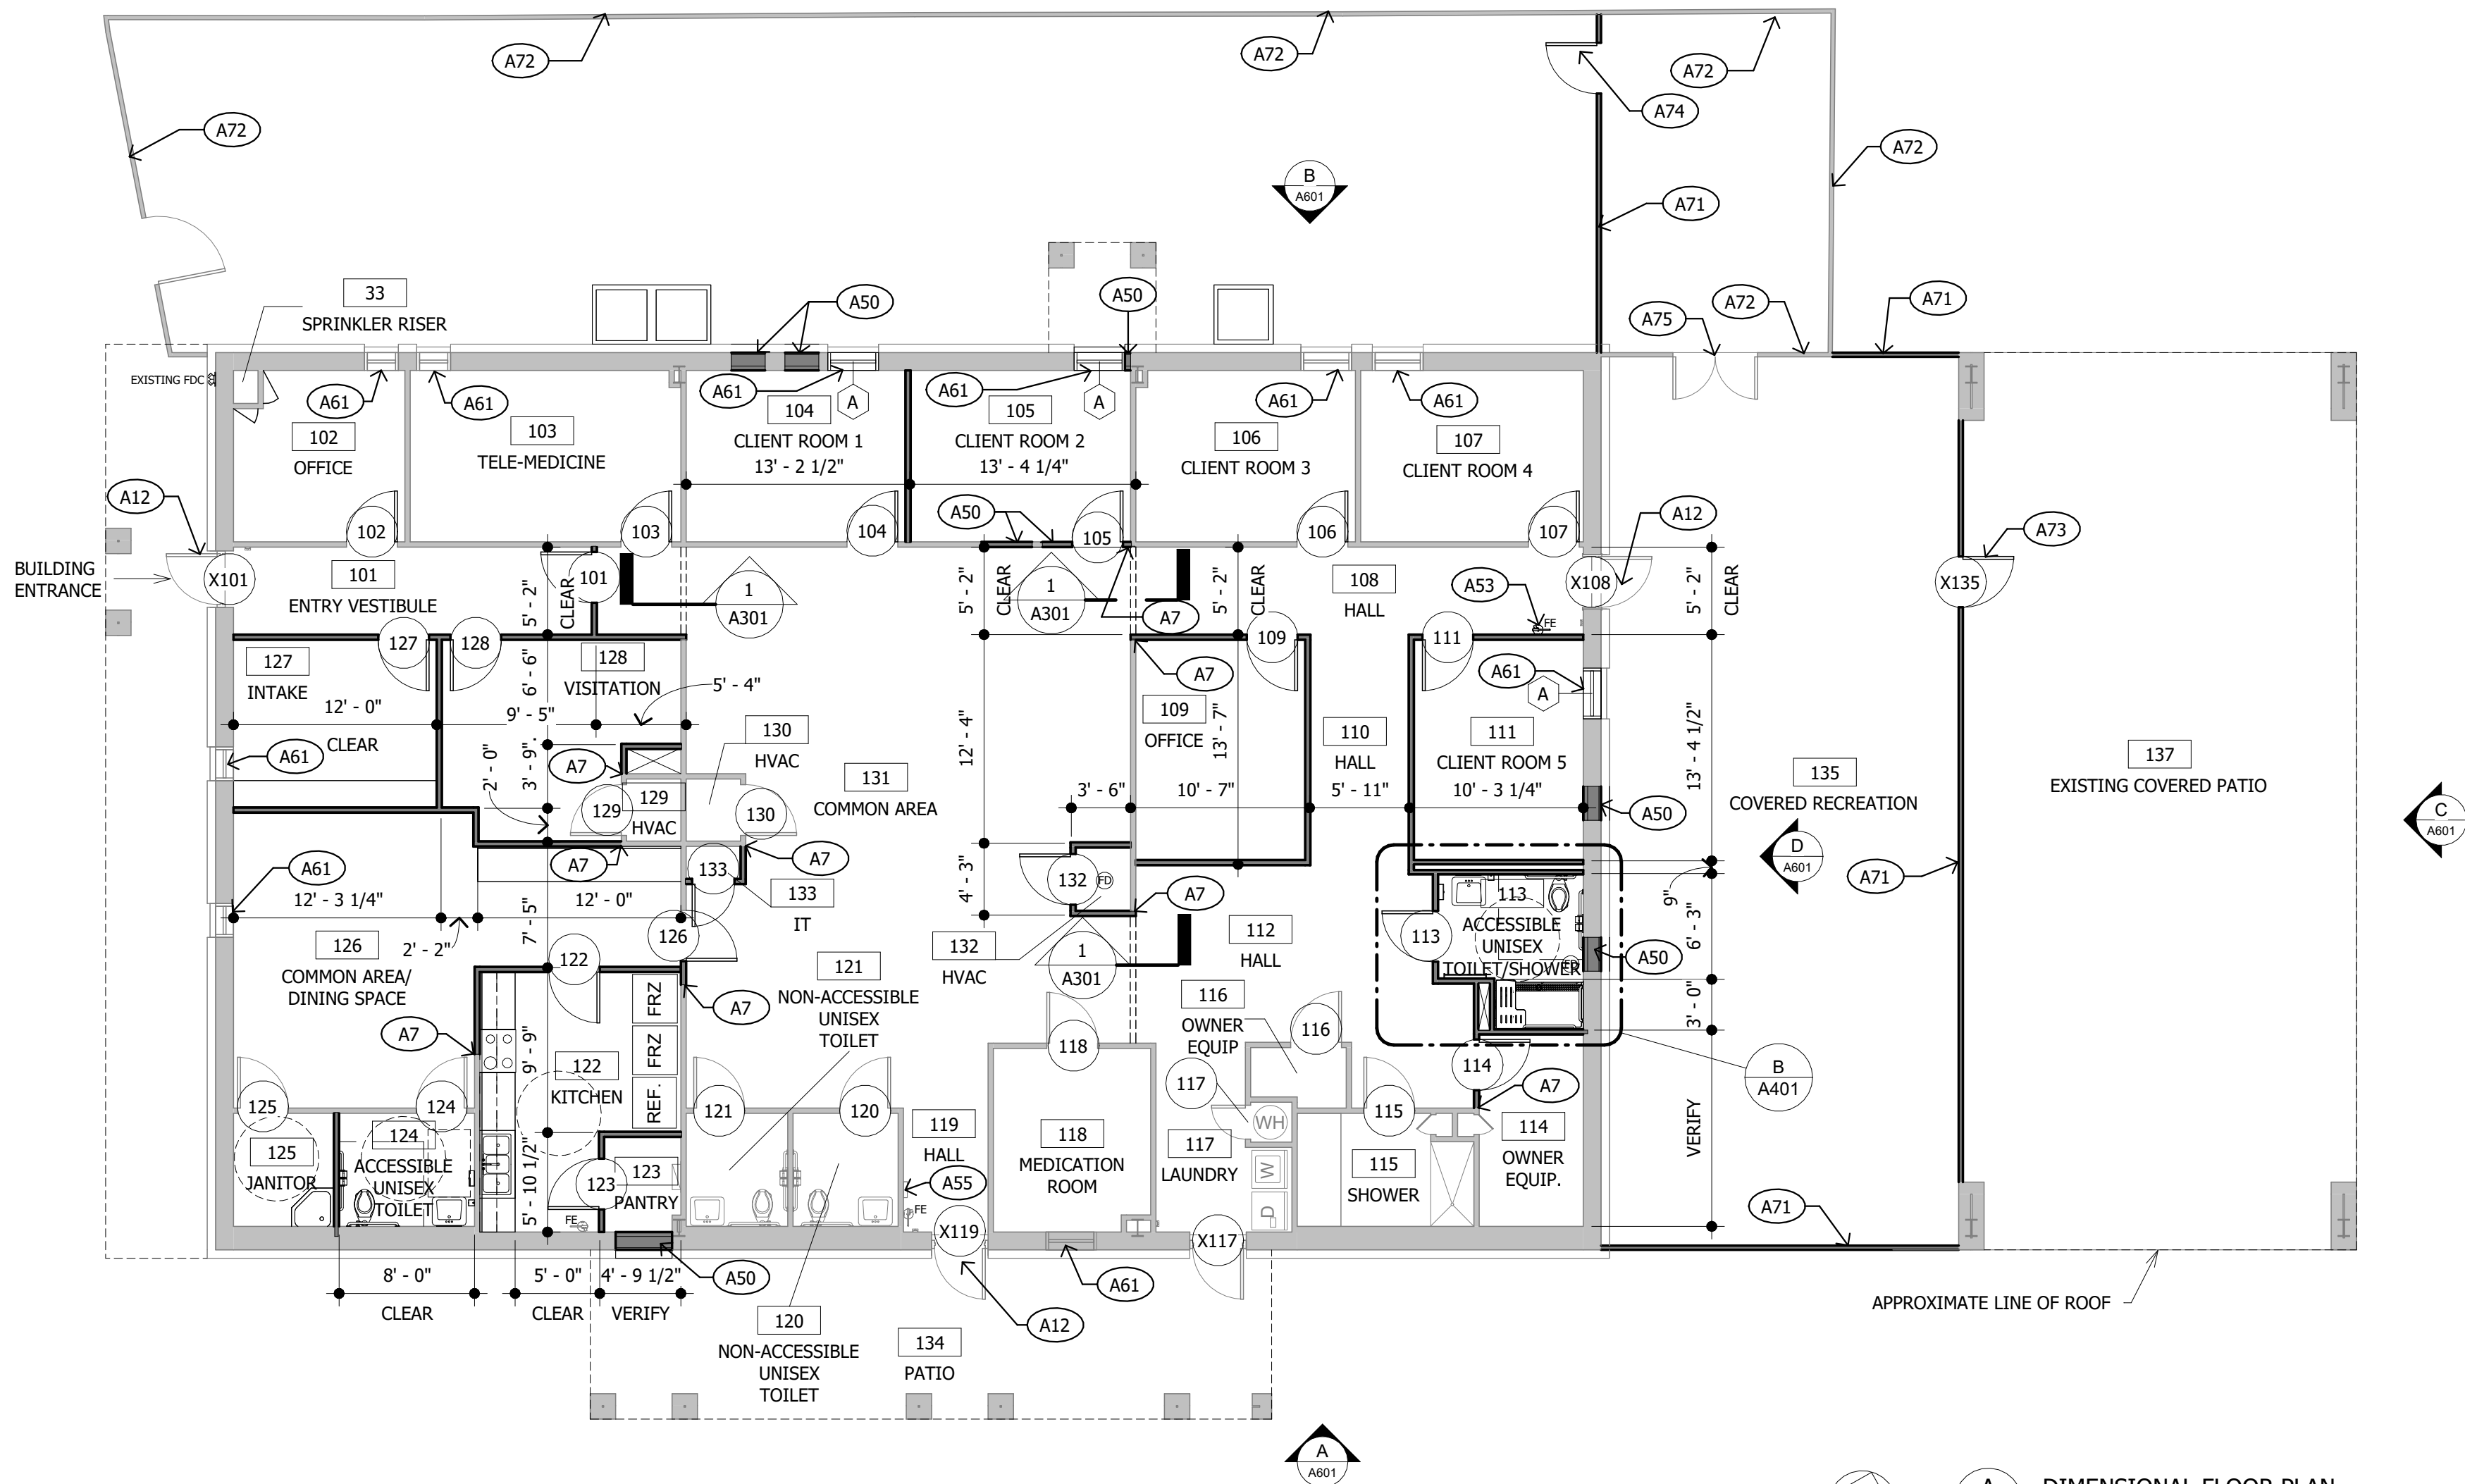 A72
A72
A72
A74
A72
A72
B
A601
A71
33
SPRINKLER RISER
A50
A50
A75
A72
A71
EXISTING FDC
A61
A61
A61
A
A61
A
A61
A61
102
OFFICE
103
TELE-MEDICINE
104
CLIENT ROOM 1
13' - 2 1/2"
105
CLIENT ROOM 2
13' - 4 1/4"
106
CLIENT ROOM 3
107
CLIENT ROOM 4
A12
A50
A12
A73
102
103
104
105
106
107
BUILDING
ENTRANCE
X101
101
ENTRY VESTIBULE
5' - 2"
CLEAR
101
1
A301
5' - 2"
CLEAR
1
A301
A7
5' - 2"
CLEAR
108
HALL
A53
FE
X108
5' - 2"
CLEAR
X135
127
128
109
111
127
INTAKE
12' - 0"
CLEAR
6' - 6"
128
VISITATION
9' - 5"
5' - 4"
A7
109
OFFICE
13' - 7"
10' - 7"
A61
A
A61
2' - 0"
3' - 9"
A7
130
HVAC
129
129
HVAC
130
131
COMMON AREA
12' - 4"
3' - 6"
110
HALL
5' - 11"
111
CLIENT ROOM 5
10' - 3 1/4"
13' - 4 1/2"
A50
135
COVERED RECREATION
137
EXISTING COVERED PATIO
C
A601
D
A601
A71
A61
12' - 3 1/4"
A7
12' - 0"
133
A7
133
IT
4' - 3"
132
FD
A7
9"
113
ACCESSIBLE
UNISEX
TOILET/SHOWER
113
6' - 3"
A50
126
COMMON AREA/
DINING SPACE
2' - 2"
7' - 5"
122
126
132
HVAC
1
A301
112
HALL
3' - 0"
A7
A7
121
NON-ACCESSIBLE
UNISEX
TOILET
118
116
OWNER
EQUIP
116
114
B
A401
9' - 9"
122
KITCHEN
FRZ
FRZ
REF.
125
124
121
120
117
WH
115
A7
VERIFY
125
JANITOR
124
ACCESSIBLE
UNISEX
TOILET
5' - 10 1/2"
123
123
PANTRY
FE
119
HALL
A55
FE
118
MEDICATION
ROOM
117
LAUNDRY
W
D
115
SHOWER
114
OWNER
EQUIP.
A71
X119
X117
8' - 0"
CLEAR
5' - 0"
CLEAR
4' - 9 1/2"
VERIFY
A50
A61
A12
APPROXIMATE LINE OF ROOF
120
NON-ACCESSIBLE
UNISEX
TOILET
134
PATIO
A
A601
A
DIMENSIONAL FLOOR PLAN